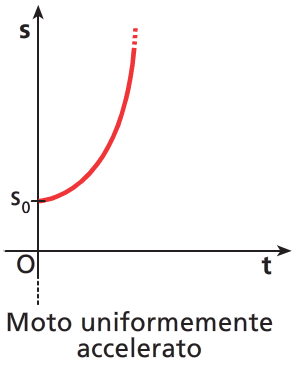 s
s₀
O
t
Moto uniformemente
accelerato